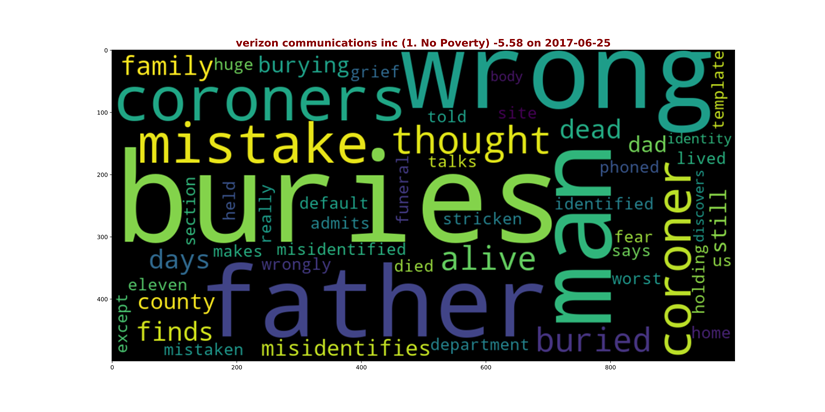 verizon communications inc (1. No Poverty) -5.58 on 2017-06-25
0
100
200
300
400
0
200
400
600
800
family
huge
burying
grief
wrong
body
template
coroners
told
site
mistake
thought
dead
dad
identity
talks
phoned
lived
buries
man
section
held
really
default
admits
funeral
stricken
identified
coroner
discovers
still
fear
says
us
days
makes
misidentified
wrongly
died
alive
worst
holding
eleven
county
father
except
finds
mistaken
misidentifies
department
buried
home